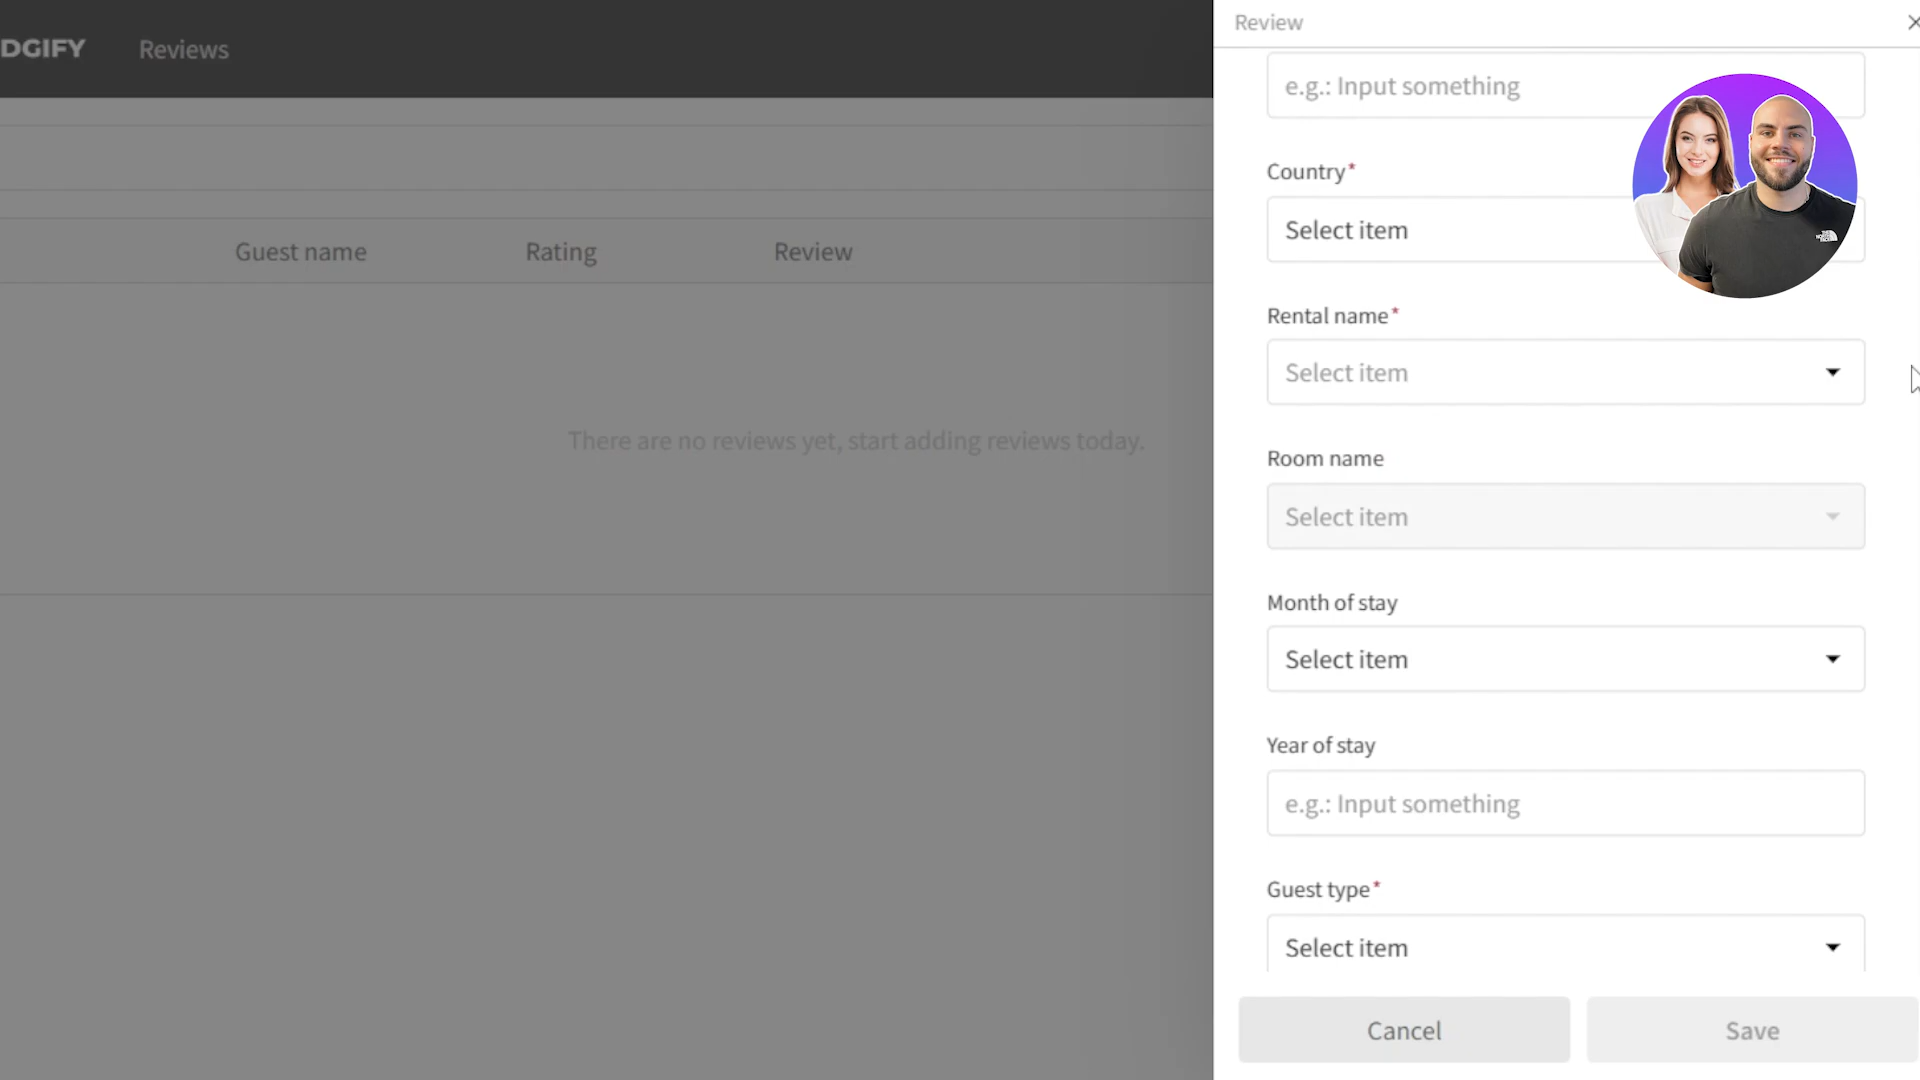 DGIFY
Reviews
Guest name
Rating
Review
There are no reviews yet, start adding reviews today.
Review
e.g.: Input something
Country*
Select item
Rental name*
Select item
Room name
Select item
Month of stay
Select item
Year of stay
e.g.: Input something
Guest type*
Select item
Cancel
Save